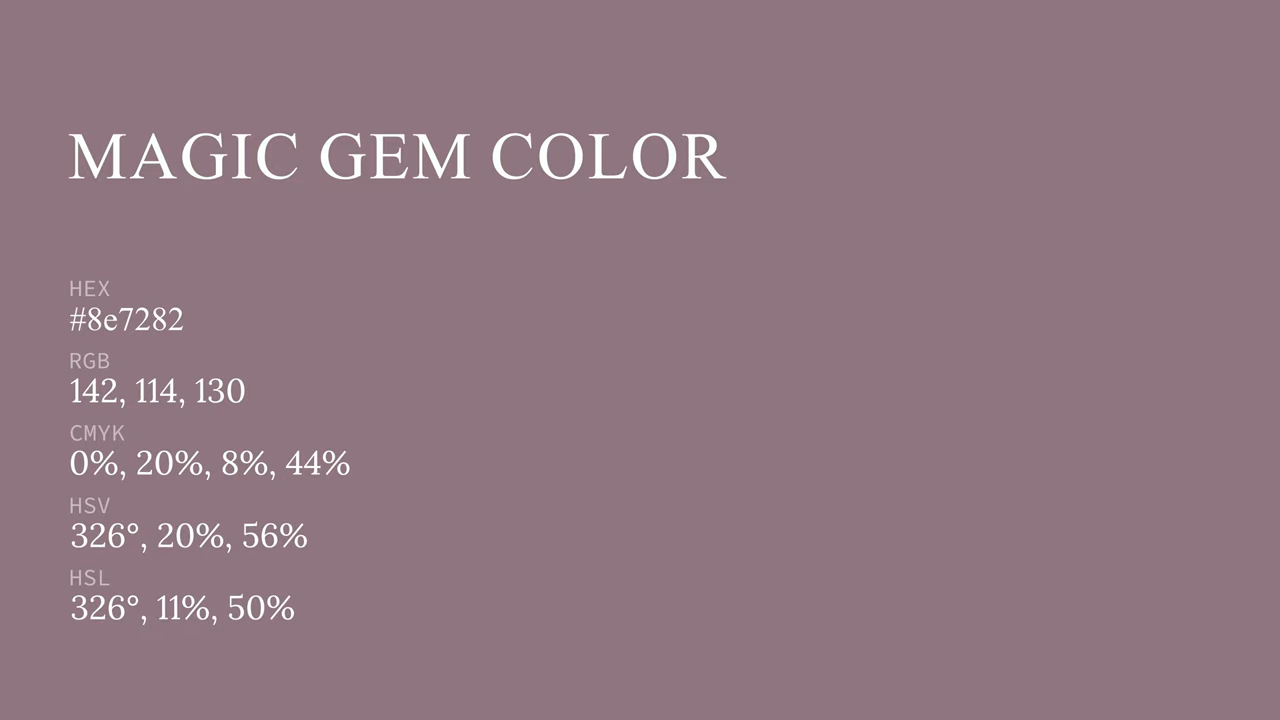 MAGIC GEM COLOR
HEX
#8e7282
RGB
142, 114, 130
CMYK
0%, 20%, 8%, 44%
HSV
326°, 20%, 56%
HSL
326°, 11%, 50%